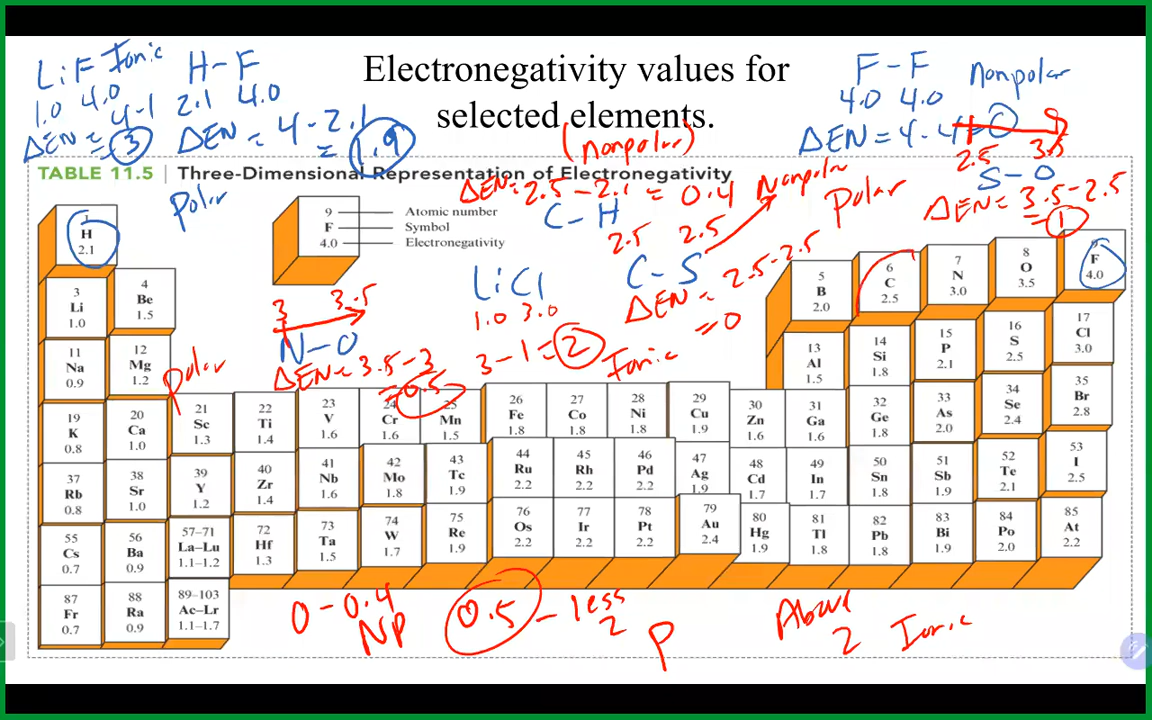 Electronegativity values for
selected elements.
LiF Ionic
1.0 4.0
4-1
ΔEN =
= 3
H-F
2.1 4.0
ΔEN = 4-2.1
= 1.9
Polar
F-F Nonpolar
4.0 4.0
ΔEN = 4-4 = 0
2.5 3.5
S-O
ΔEN = 3.5-2.5
= 1
Polar
(nonpolar)
ΔEN = 2.5-2.1 = 0.4
C-H
2.5 2.5
C-S Nonpolar
ΔEN = 2.5-2.5
= 0
LiCl
1.0 3.0
3-1 = 2
Ionic
3 3.5
N-O
ΔEN = 3.5-3
= 0.5
Polar
TABLE 11.5 | Three-Dimensional Representation of Electronegativity
9 Atomic number
F Symbol
4.0 Electronegativity
1
H
2.1
5 6 7 8 9
B C N O F
2.0 2.5 3.0 3.5 4.0
3 4
Li Be
1.0 1.5
13 14 15 16 17
Al Si P S Cl
1.5 1.8 2.1 2.5 3.0
11 12
Na Mg
0.9 1.2
19 20 21 22 23 24 25 26 27 28 29 30 31 32 33 34 35
K Ca Sc Ti V Cr Mn Fe Co Ni Cu Zn Ga Ge As Se Br
0.8 1.0 1.3 1.4 1.6 1.6 1.5 1.8 1.8 1.8 1.9 1.6 1.6 1.8 2.0 2.4 2.8
37 38 39 40 41 42 43 44 45 46 47 48 49 50 51 52 53
Rb Sr Y Zr Nb Mo Tc Ru Rh Pd Ag Cd In Sn Sb Te I
0.8 1.0 1.2 1.4 1.6 1.8 1.9 2.2 2.2 2.2 1.9 1.7 1.7 1.8 1.9 2.1 2.5
55 56 57–71 72 73 74 75 76 77 78 79 80 81 82 83 84 85
Cs Ba La–Lu Hf Ta W Re Os Ir Pt Au Hg Tl Pb Bi Po At
0.7 0.9 1.1–1.2 1.3 1.5 1.7 1.9 2.2 2.2 2.2 2.4 1.9 1.8 1.8 1.9 2.0 2.2
87 88 89–103
Fr Ra Ac–Lr
0.7 0.9 1.1–1.7
0-0.4
NP
0.5 - less
2
P
Above
2 Ionic